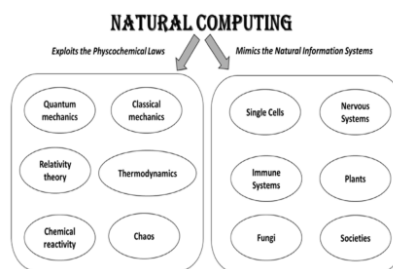 NATURAL COMPUTING
Exploits the Physcochemical Laws
Mimics the Natural Information Systems
Quantum
mechanics
Classical
mechanics
Relativity
theory
Thermodynamics
Chemical
reactivity
Chaos
Single Cells
Nervous
Systems
Immune
Systems
Plants
Fungi
Societies